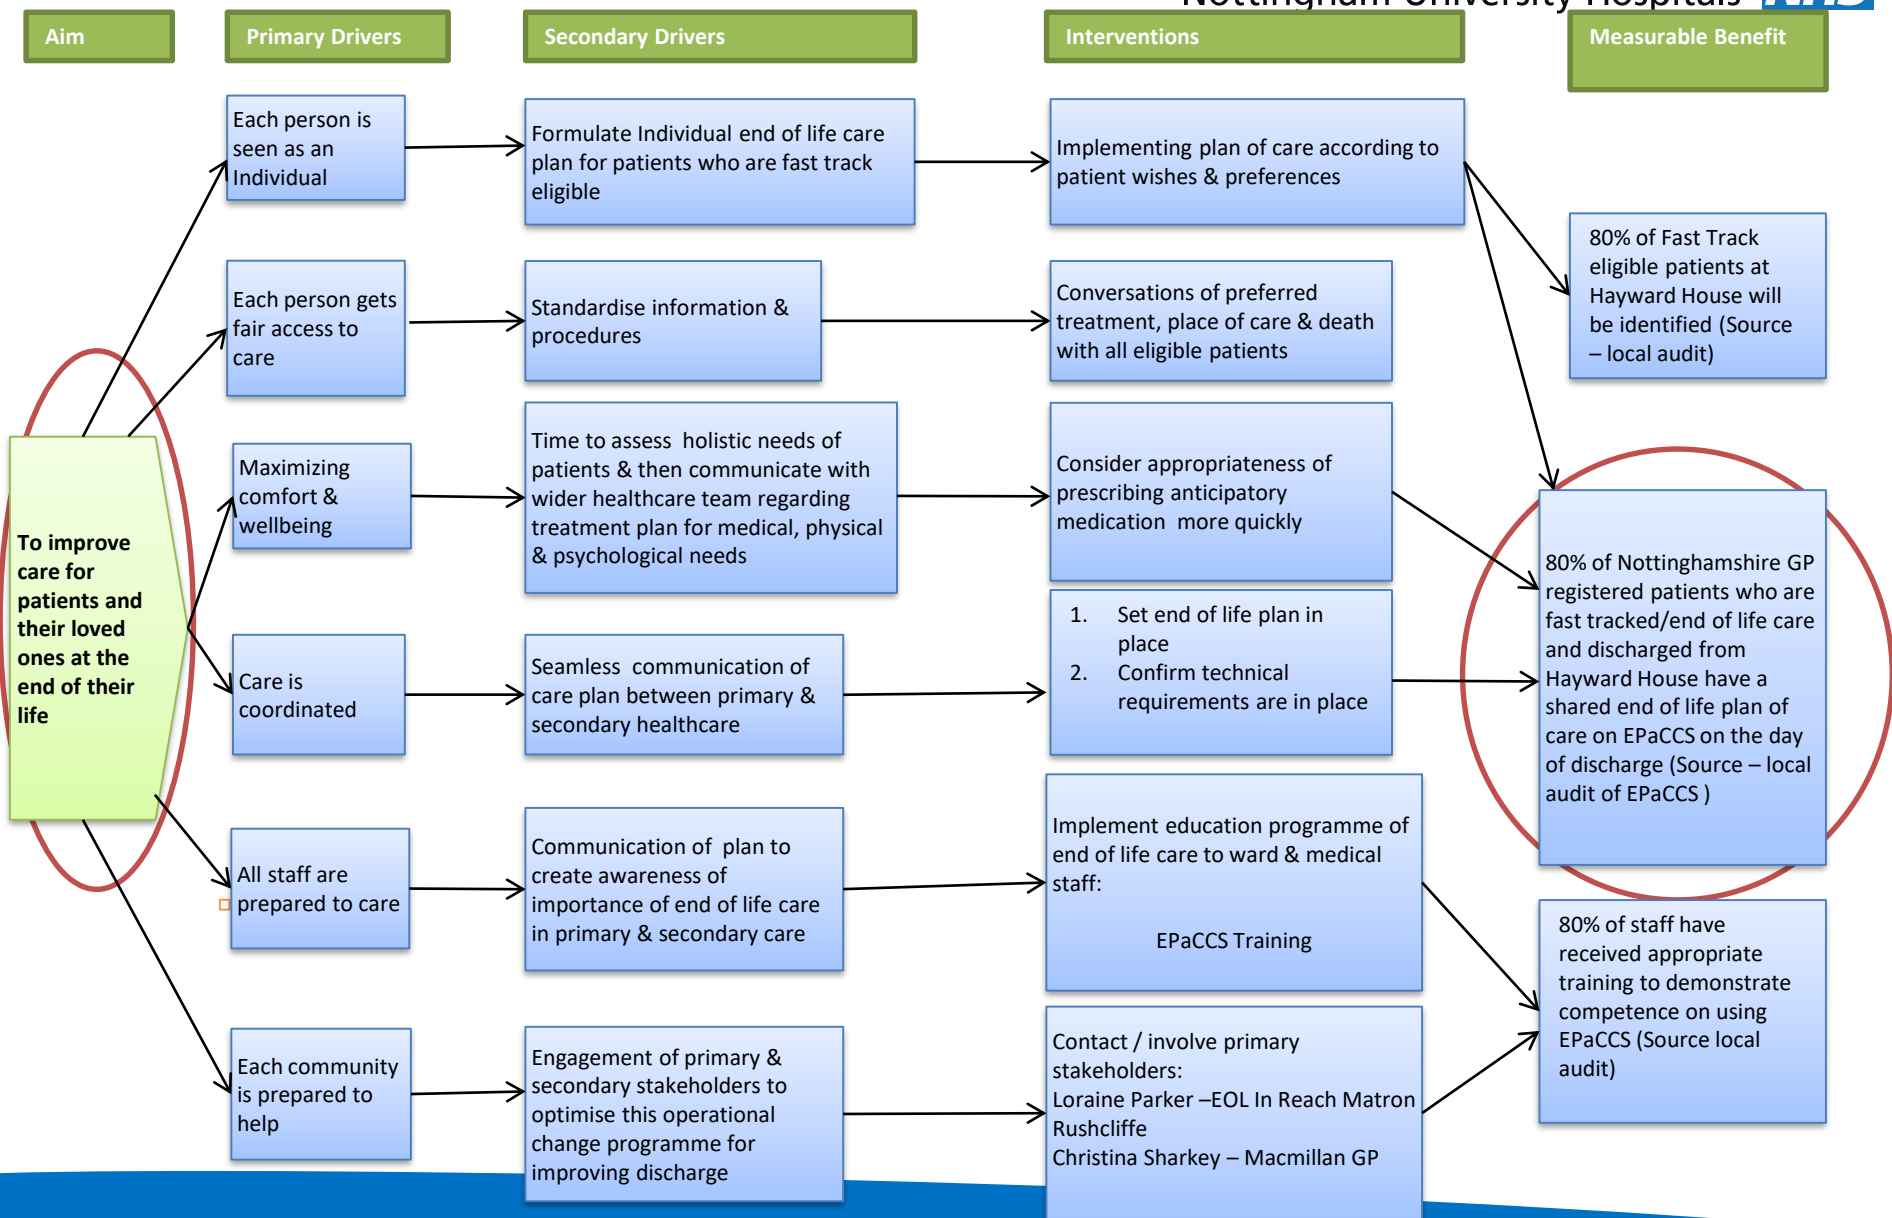 Nottingham University Hospitals NHS
Aim
Primary Drivers
Secondary Drivers
Interventions
Measurable Benefit
To improve
care for
patients and
their loved
ones at the
end of their
life
Each person is
seen as an
Individual
Formulate Individual end of life care
plan for patients who are fast track
eligible
Implementing plan of care according to
patient wishes & preferences
80% of Fast Track
eligible patients at
Hayward House will
be identified (Source
– local audit)
Each person gets
fair access to
care
Standardise information &
procedures
Conversations of preferred
treatment, place of care & death
with all eligible patients
Maximizing
comfort &
wellbeing
Time to assess  holistic needs of
patients & then communicate with
wider healthcare team regarding
treatment plan for medical, physical
& psychological needs
Consider appropriateness of
prescribing anticipatory
medication  more quickly
80% of Nottinghamshire GP
registered patients who are
fast tracked/end of life care
and discharged from
Hayward House have a
shared end of life plan of
care on EPaCCS on the day
of discharge (Source – local
audit of EPaCCS )
Care is
coordinated
Seamless  communication of
care plan between primary &
secondary healthcare
1. Set end of life plan in
place
2. Confirm technical
requirements are in place
All staff are
prepared to care
Communication of  plan to
create awareness of
importance of end of life care
in primary & secondary care
Implement education programme of
end of life care to ward & medical
staff:
EPaCCS Training
80% of staff have
received appropriate
training to demonstrate
competence on using
EPaCCS (Source local
audit)
Each community
is prepared to
help
Engagement of primary &
secondary stakeholders to
optimise this operational
change programme for
improving discharge
Contact / involve primary
stakeholders:
Loraine Parker –EOL In Reach Matron
Rushcliffe
Christina Sharkey – Macmillan GP